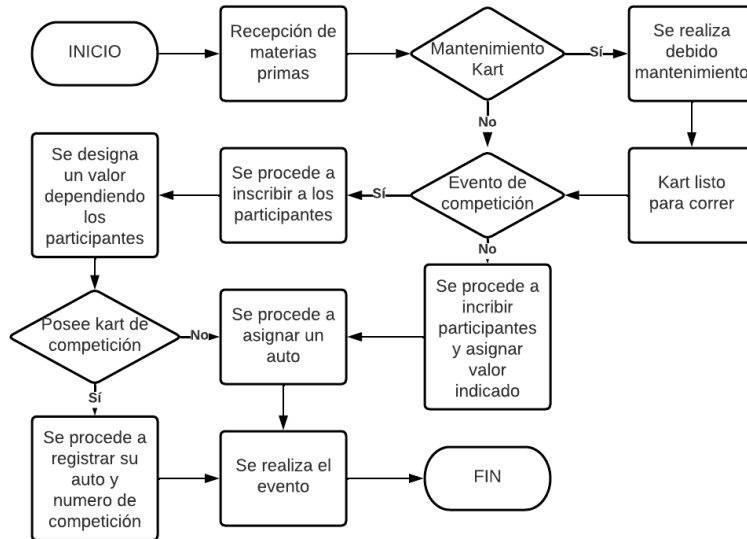 INICIO
Recepción de
materias
primas
Mantenimiento
Kart
Sí
Se realiza
debido
mantenimiento
No
Se designa
un valor
dependiendo
los
participantes
Se procede a
inscribir a los
participantes
Sí
Evento de
competición
Kart listo
para correr
No
Posee kart de
competición
No
Se procede a
asignar un
auto
Se procede a
incribir
participantes
y asignar
valor
indicado
Sí
Se procede a
registrar su
auto y
numero de
competición
Se realiza el
evento
FIN